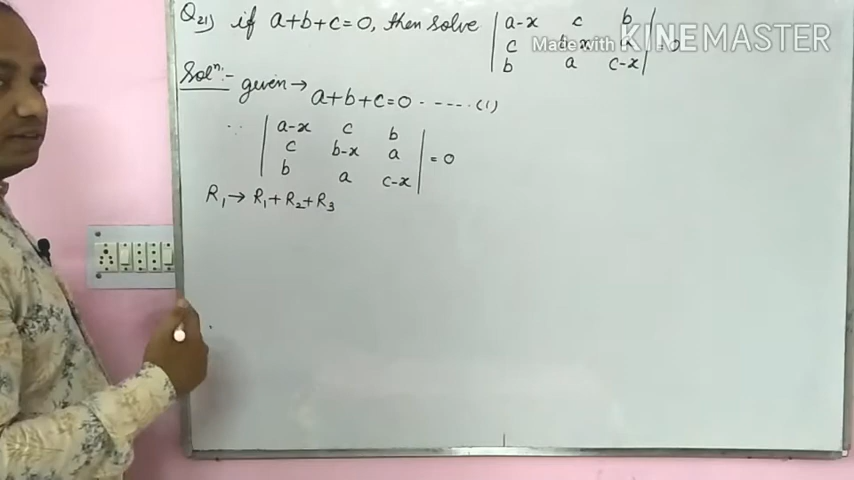 Q21) if a+b+c=0, then solve | a-x c b |
| c b-x a | = 0
| b a c-x |
Made with KINEMASTER
Solⁿ:- given → a+b+c=0 - ---- (1)
∵ | a-x c b |
| c b-x a | = 0
| b a c-x |
R₁ → R₁ + R₂ + R₃